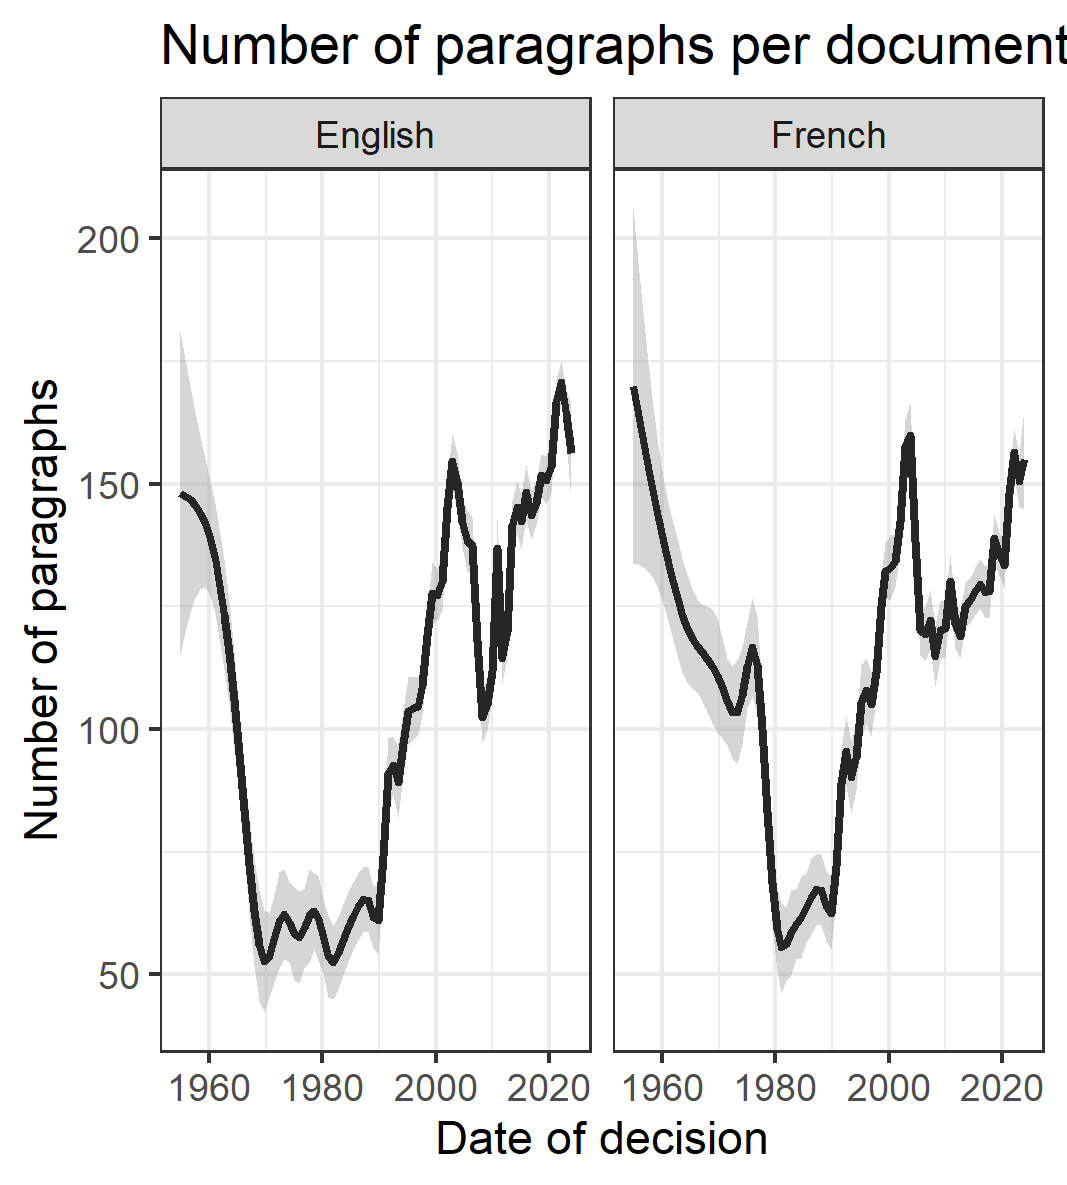 Number of paragraphs per document
English
French
Number of paragraphs
200
150
100
50
1960 1980 2000 2020
1960 1980 2000 2020
Date of decision